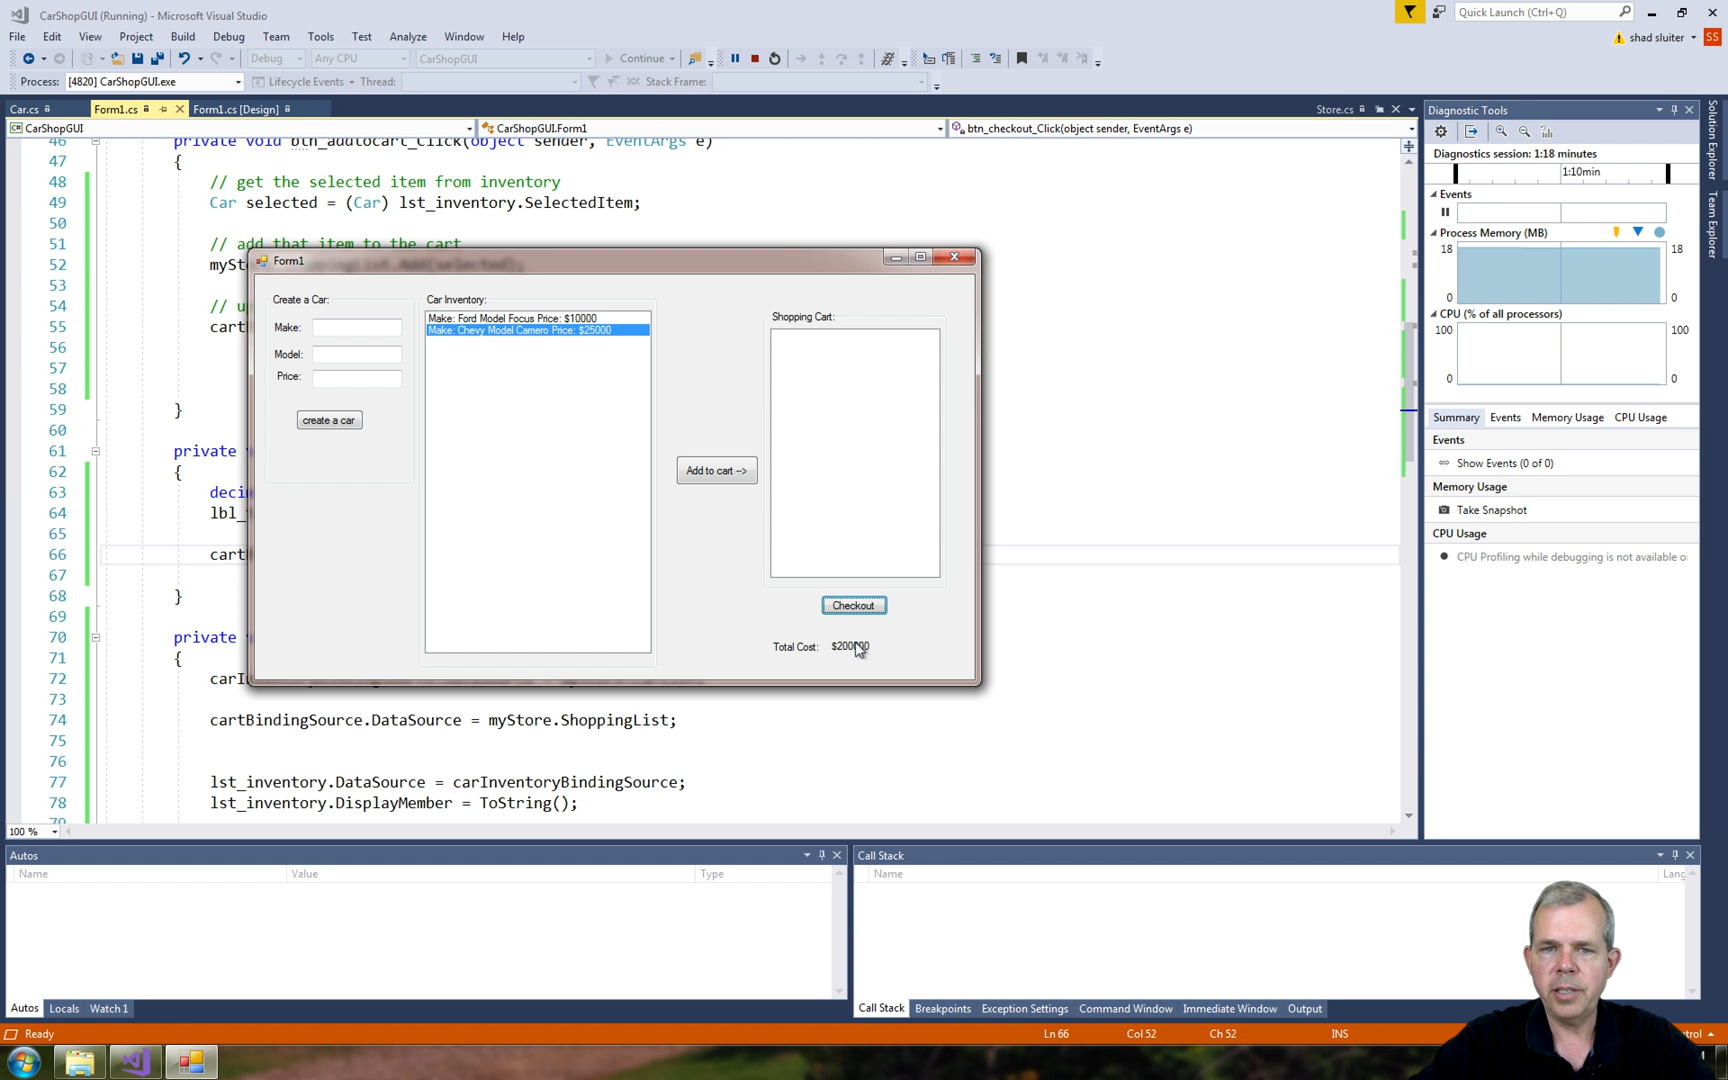 CarShopGUI (Running) - Microsoft Visual Studio
Quick Launch (Ctrl+Q)
File Edit View Project Build Debug Team Tools Test Analyze Window Help
shad sluiter SS
Debug Any CPU CarShopGUI Continue
Process: [4820] CarShopGUI.exe Lifecycle Events Thread: Stack Frame:
Car.cs Form1.cs Form1.cs [Design] Store.cs
CarShopGUI CarShopGUI.Form1 btn_checkout_Click(object sender, EventArgs e)
46 private void btn_addtocart_Click(object sender, EventArgs e)
47 {
48 // get the selected item from inventory
49 Car selected = (Car) lst_inventory.SelectedItem;
50
51 // add that item to the cart
52
53
54
55
56
57
58
59 }
60
61 private
62 {
63
64
65
66
67
68 }
69
70 private
71 {
72
73
74 cartBindingSource.DataSource = myStore.ShoppingList;
75
76
77 lst_inventory.DataSource = carInventoryBindingSource;
78 lst_inventory.DisplayMember = ToString();
79
100 %
Form1
Create a Car:
Make:
Model:
Price:
create a car
Car Inventory:
Make: Ford Model Focus Price: $10000
Make: Chevy Model Camero Price: $25000
Add to cart -->
Shopping Cart:
Checkout
Total Cost:
Diagnostic Tools
Diagnostics session: 1:18 minutes
1:10min
Events
Process Memory (MB)
18 18
0 0
CPU (% of all processors)
100 100
0 0
Summary Events Memory Usage CPU Usage
Events
Show Events (0 of 0)
Memory Usage
Take Snapshot
CPU Usage
CPU Profiling while debugging is not available
Solution Explorer
Team Explorer
Autos
Name Value Type
Autos Locals Watch 1
Call Stack
Name
Call Stack Breakpoints Exception Settings Command Window Immediate Window Output
Ready Ln 66 Col 52 Ch 52 INS